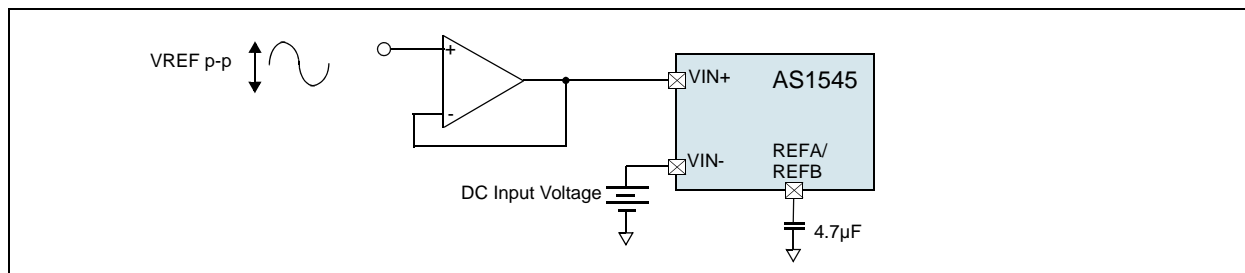 VREF p-p
+
-
VIN+
AS1545
VIN-
REFA/
REFB
DC Input Voltage
4.7µF